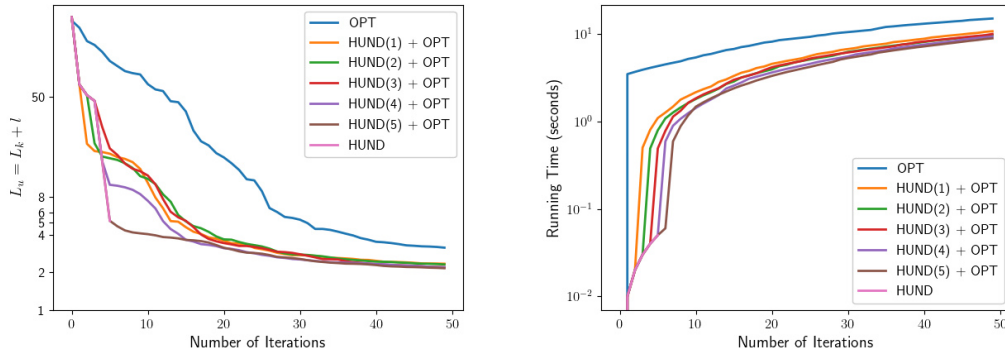 50
8
6
5
4
2
1
L_u = L_k + l
0
10
20
30
40
50
Number of Iterations
OPT
HUND(1) + OPT
HUND(2) + OPT
HUND(3) + OPT
HUND(4) + OPT
HUND(5) + OPT
HUND
10^1
10^0
10^{-1}
10^{-2}
Running Time (seconds)
0
10
20
30
40
50
Number of Iterations
OPT
HUND(1) + OPT
HUND(2) + OPT
HUND(3) + OPT
HUND(4) + OPT
HUND(5) + OPT
HUND